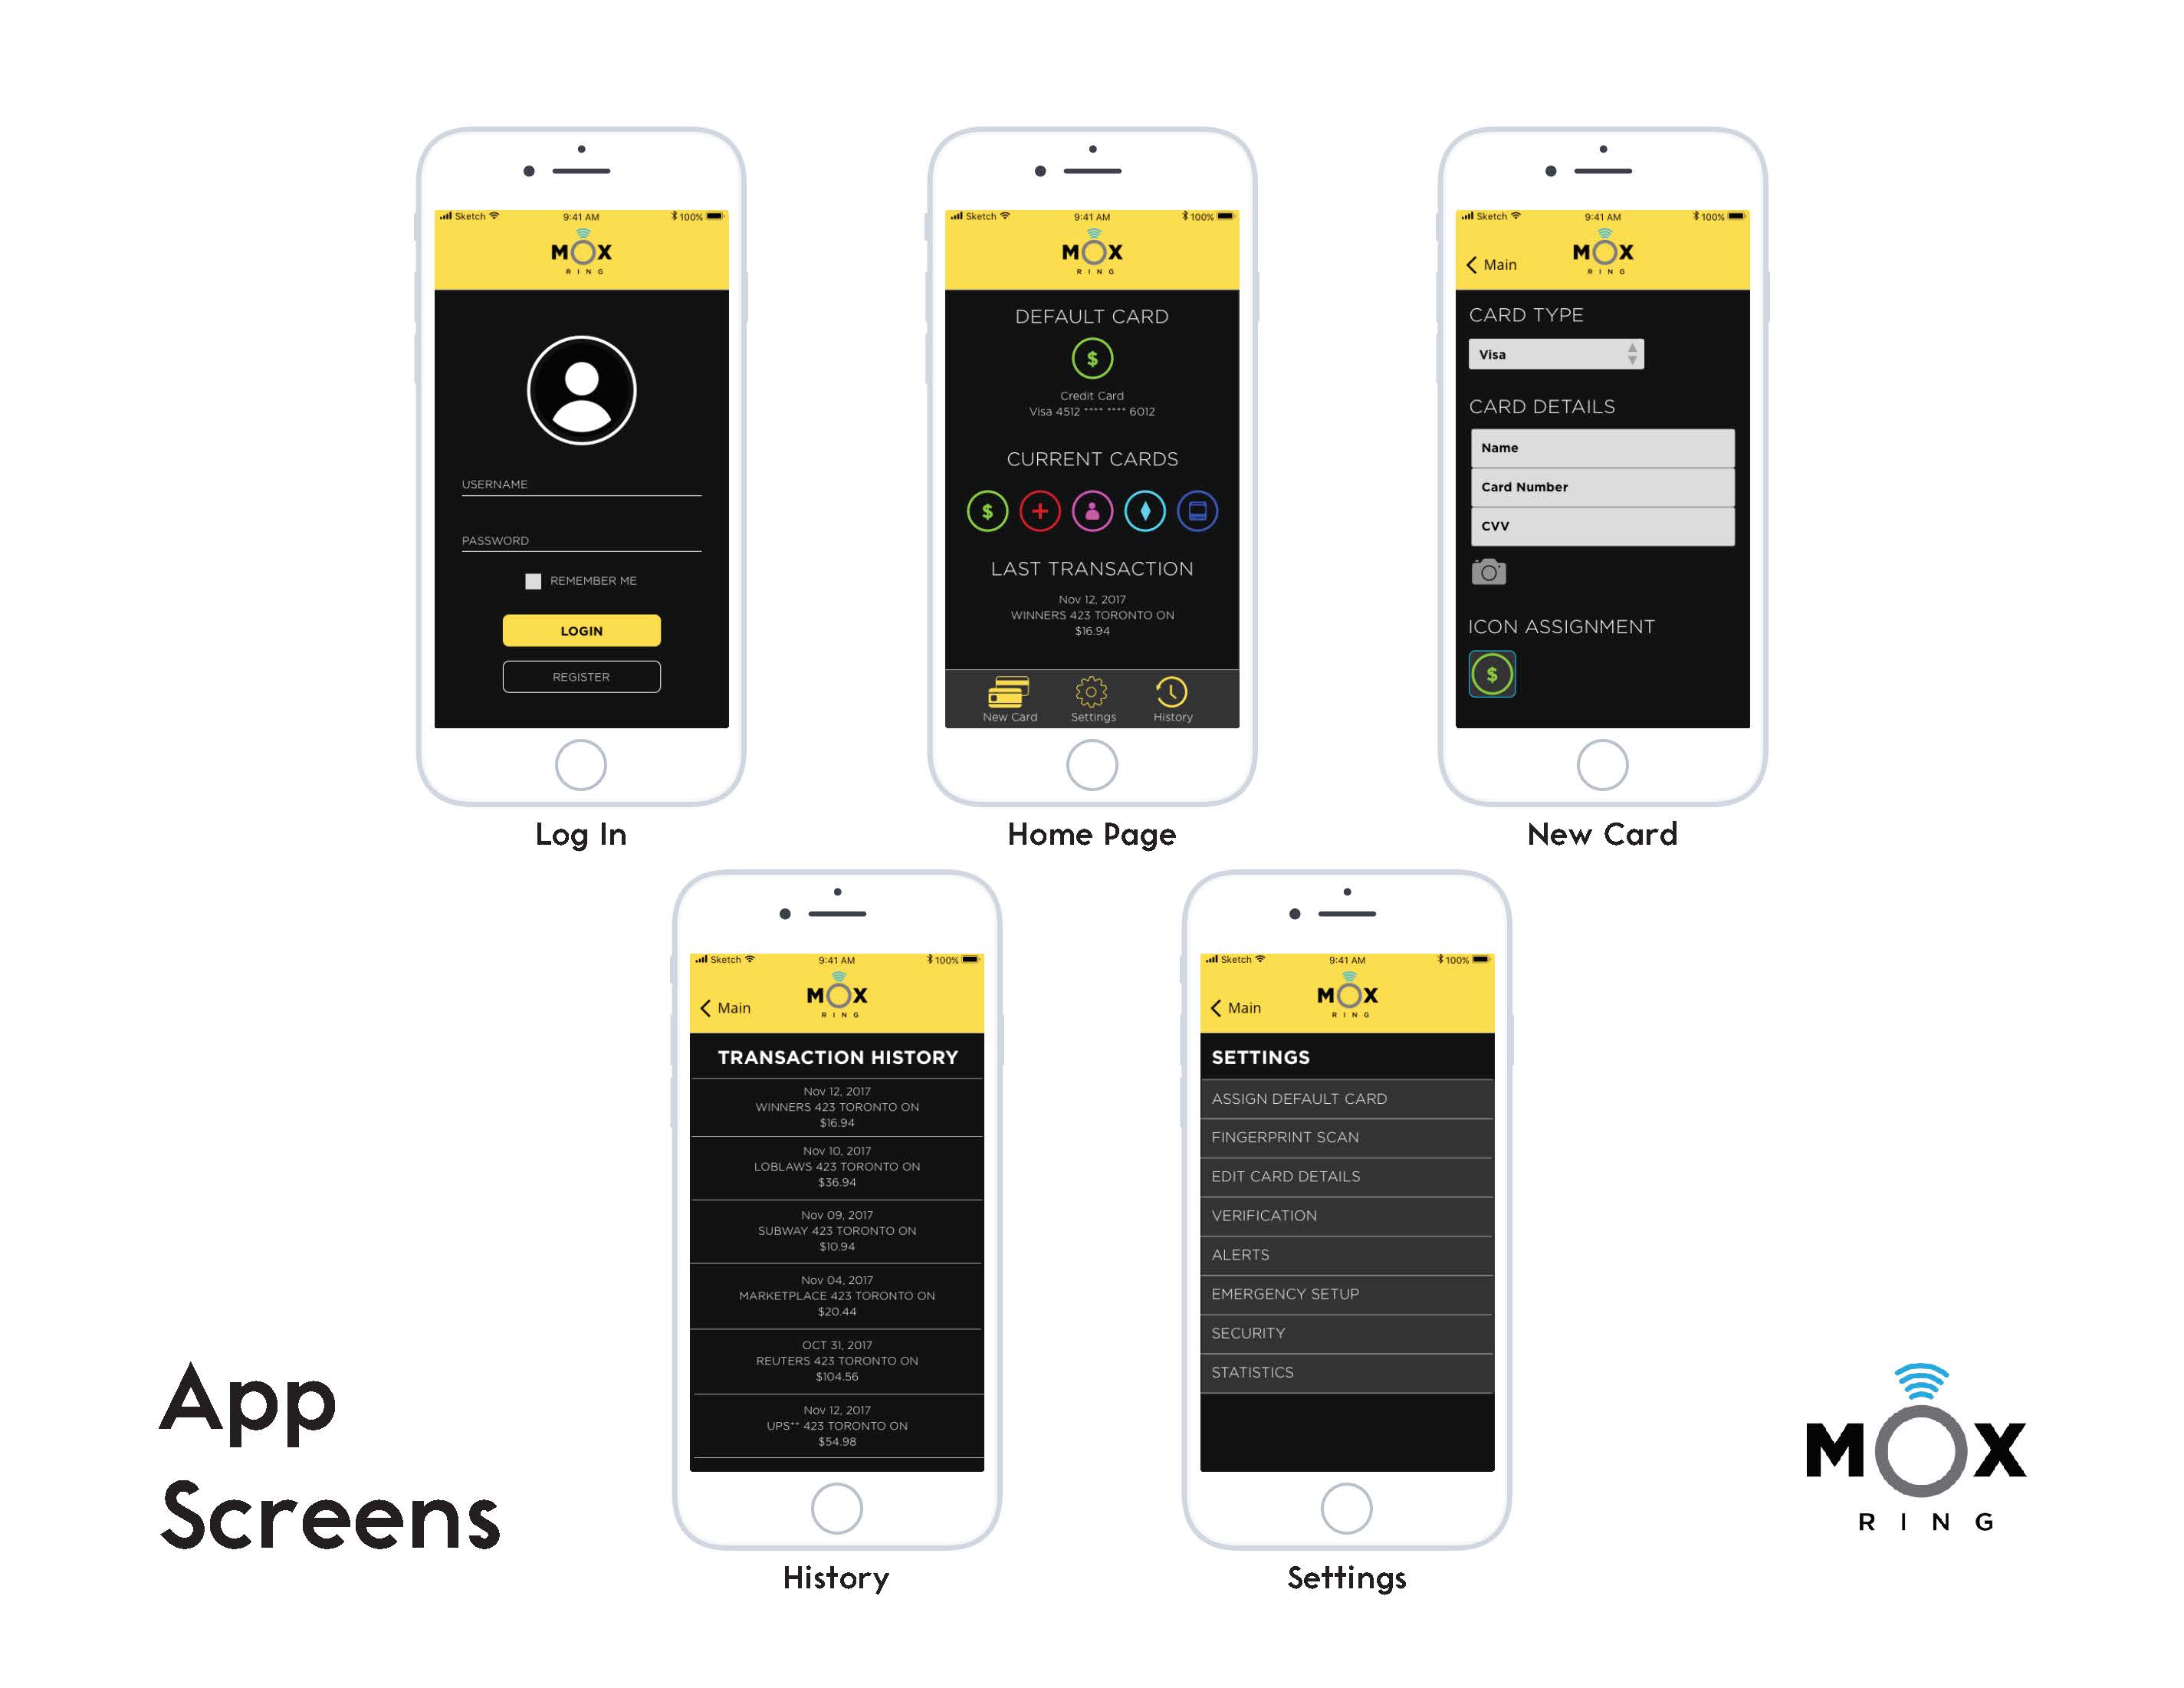 Sketch 9:41 AM 100%
MOX
RING
USERNAME
PASSWORD
REMEMBER ME
LOGIN
REGISTER
Log In
Sketch 9:41 AM 100%
MOX
RING
DEFAULT CARD
$
Credit Card
Visa 4512 **** **** 6012
CURRENT CARDS
$
LAST TRANSACTION
Nov 12, 2017
WINNERS 423 TORONTO ON
$16.94
New Card Settings History
Home Page
Sketch 9:41 AM 100%
MOX
RING
Main
CARD TYPE
Visa
CARD DETAILS
Name
Card Number
CVV
ICON ASSIGNMENT
$
New Card
Sketch 9:41 AM 100%
MOX
RING
Main
TRANSACTION HISTORY
Nov 12, 2017
WINNERS 423 TORONTO ON
$16.94
Nov 10, 2017
LOBLAWS 423 TORONTO ON
$36.94
Nov 09, 2017
SUBWAY 423 TORONTO ON
$10.94
Nov 04, 2017
MARKETPLACE 423 TORONTO ON
$20.44
OCT 31, 2017
REUTERS 423 TORONTO ON
$104.56
Nov 12, 2017
UPS** 423 TORONTO ON
$54.98
History
Sketch 9:41 AM 100%
MOX
RING
Main
SETTINGS
ASSIGN DEFAULT CARD
FINGERPRINT SCAN
EDIT CARD DETAILS
VERIFICATION
ALERTS
EMERGENCY SETUP
SECURITY
STATISTICS
Settings
App
Screens
MOX
RING